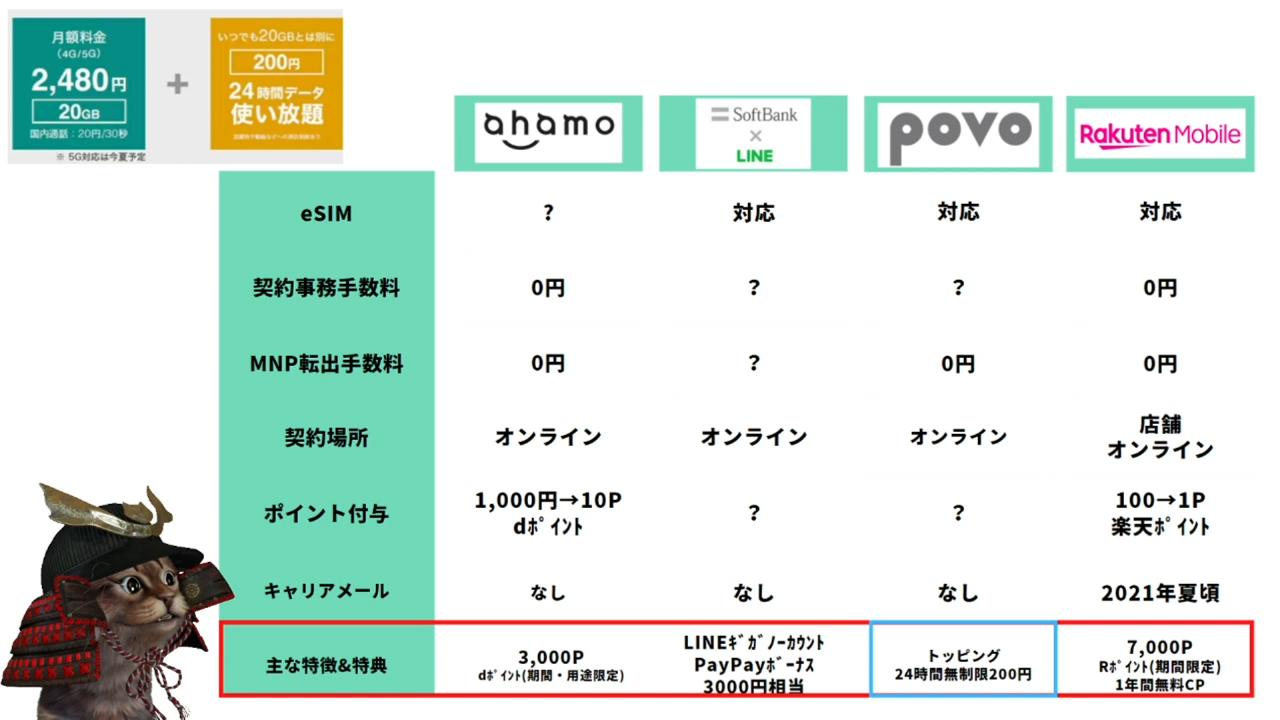 月額料金
(4G/5G)
2,480円
20GB
国内通話：20円/30秒
+
いつでも20GBとは別に
200円
24時間データ
使い放題
※ 5G対応は今夏予定
ahamo
SoftBank
×
LINE
povo
Rakuten Mobile
eSIM
?
対応
対応
対応
契約事務手数料
0円
?
?
0円
MNP転出手数料
0円
?
0円
0円
契約場所
オンライン
オンライン
オンライン
店舗
オンライン
ポイント付与
1,000円→10P
dﾎﾟｲﾝﾄ
?
?
100→1P
楽天ﾎﾟｲﾝﾄ
キャリアメール
なし
なし
なし
2021年夏頃
主な特徴&特典
3,000P
dﾎﾟｲﾝﾄ(期間・用途限定)
LINEｷﾞｶﾞﾉｰｶｳﾝﾄ
PayPayﾎﾞｰﾅｽ
3000円相当
トッピング
24時間無制限200円
7,000P
Rﾎﾟｲﾝﾄ(期間限定)
1年間無料CP